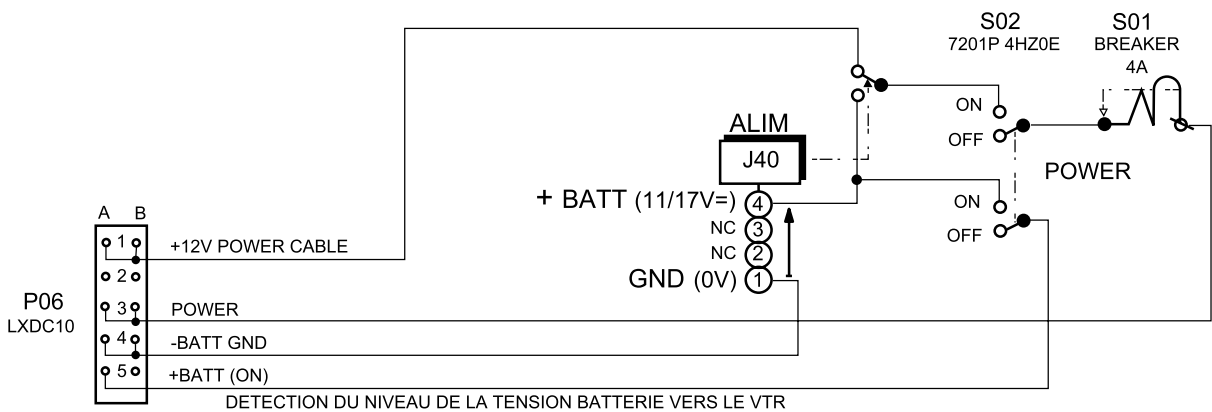 S02
7201P 4HZ0E
S01
BREAKER
4A
ON
OFF
POWER
ALIM
J40
+ BATT (11/17V=)
4
NC
3
NC
2
GND (0V)
1
ON
OFF
A B
1
+12V POWER CABLE
2
P06
LXDC10
3
POWER
4
-BATT GND
5
+BATT (ON)
DETECTION DU NIVEAU DE LA TENSION BATTERIE VERS LE VTR